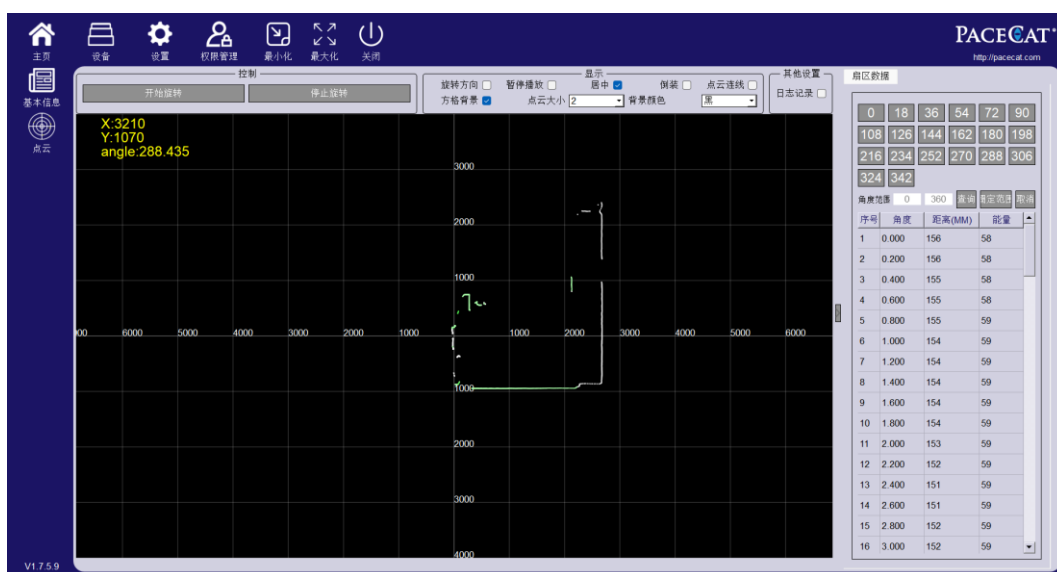 PACECAT
http://pacecat.com
主页
设备
设置
权限管理
最小化
最大化
关闭
基本信息
点云
V1.7.5.9
控制
开始旋转
停止旋转
显示
旋转方向
暂停播放
居中
倒装
点云连线
方格背景
点云大小 2
背景颜色 黑
其他设置
日志记录
X:3210
Y:1070
angle:288.435
3000
2000
1000
000 6000 5000 4000 3000 2000 1000 1000 2000 3000 4000 5000 6000
1000
2000
3000
4000
扇区数据
0 18 36 54 72 90
108 126 144 162 180 198
216 234 252 270 288 306
324 342
角度范围 0 360 查询 取消
序号 角度 距离(MM) 能量
1 0.000 156 58
2 0.200 156 58
3 0.400 155 58
4 0.600 155 58
5 0.800 155 59
6 1.000 154 59
7 1.200 154 59
8 1.400 154 59
9 1.600 154 59
10 1.800 154 59
11 2.000 153 59
12 2.200 152 59
13 2.400 151 59
14 2.600 151 59
15 2.800 152 59
16 3.000 152 59